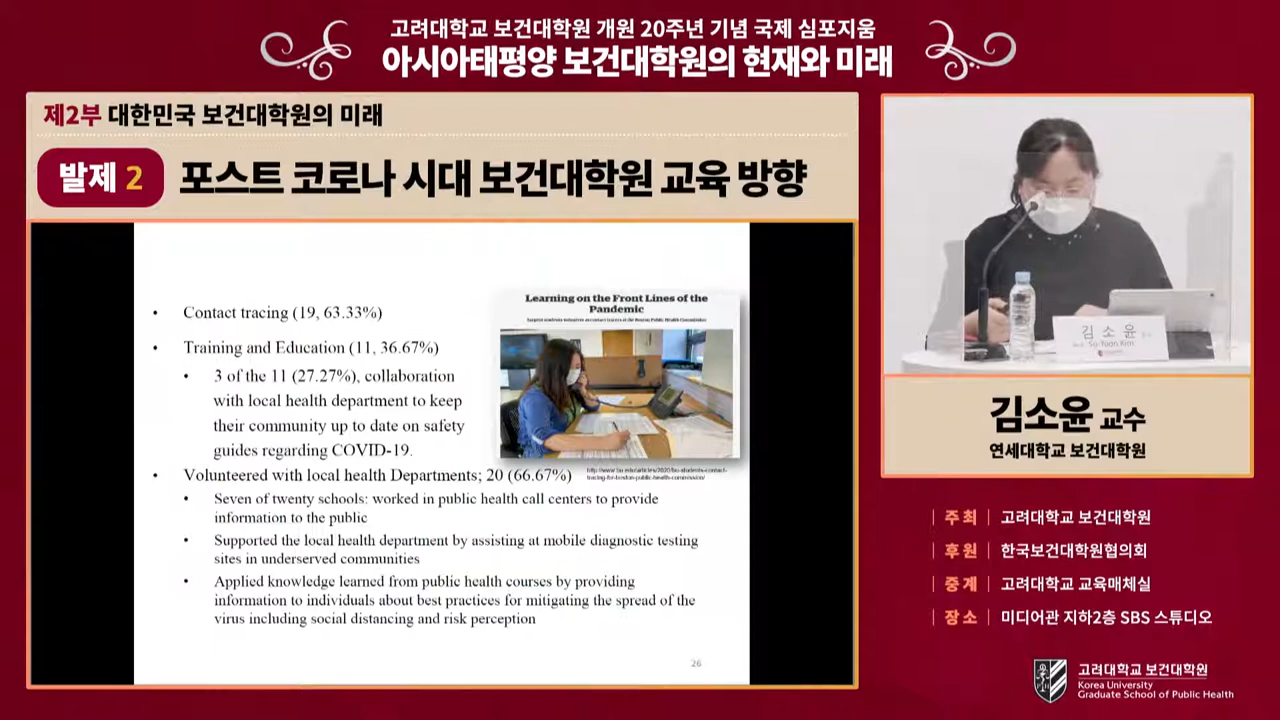 고려대학교 보건대학원 개원 20주년 기념 국제 심포지움
아시아태평양 보건대학원의 현재와 미래
제2부 대한민국 보건대학원의 미래
발제 2 포스트 코로나 시대 보건대학원 교육 방향
• Contact tracing (19, 63.33%)
• Training and Education (11, 36.67%)
• 3 of the 11 (27.27%), collaboration
with local health department to keep
their community up to date on safety
guides regarding COVID-19.
Learning on the Front Lines of the
Pandemic
• Volunteered with local health Departments; 20 (66.67%)
• Seven of twenty schools: worked in public health call centers to provide
information to the public
• Supported the local health department by assisting at mobile diagnostic testing
sites in underserved communities
• Applied knowledge learned from public health courses by providing
information to individuals about best practices for mitigating the spread of the
virus including social distancing and risk perception
26
김 소 윤
So-Yoon Kim
김소윤 교수
연세대학교 보건대학원
| 주 최 | 고려대학교 보건대학원
| 후 원 | 한국보건대학원협의회
| 중 계 | 고려대학교 교육매체실
| 장 소 | 미디어관 지하2층 SBS 스튜디오
고려대학교 보건대학원
Korea University
Graduate School of Public Health